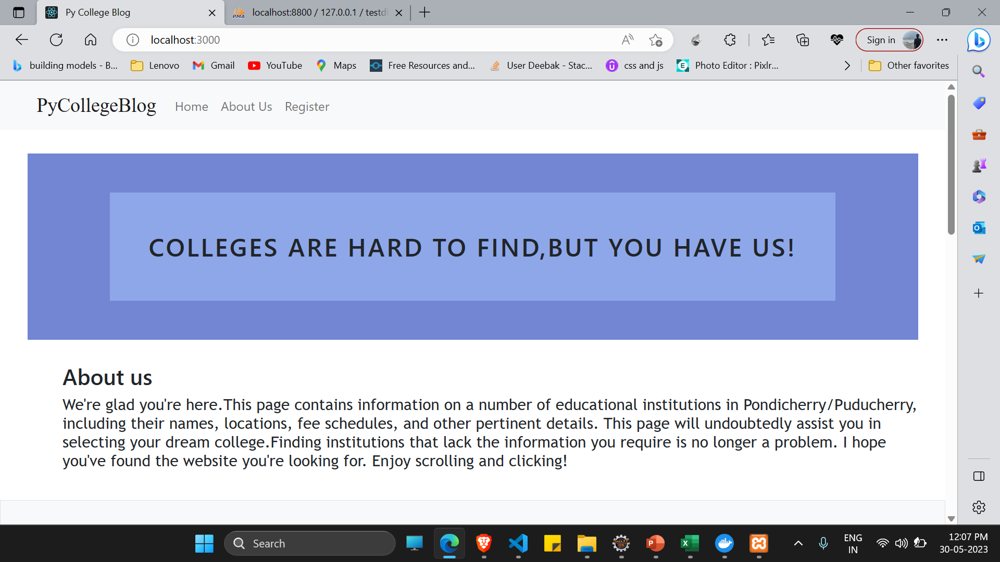 Py College Blog
localhost:8800 / 127.0.0.1 / testdl
localhost:3000
Sign in
building models - B...
Lenovo
Gmail
YouTube
Maps
Free Resources and...
User Deebak - Stac...
css and js
Photo Editor : Pixlr...
Other favorites
PyCollegeBlog
Home
About Us
Register
COLLEGES ARE HARD TO FIND,BUT YOU HAVE US!
About us
We're glad you're here.This page contains information on a number of educational institutions in Pondicherry/Puducherry,
including their names, locations, fee schedules, and other pertinent details. This page will undoubtedly assist you in
selecting your dream college.Finding institutions that lack the information you require is no longer a problem. I hope
you've found the website you're looking for. Enjoy scrolling and clicking!
Search
ENG
IN
12:07 PM
30-05-2023